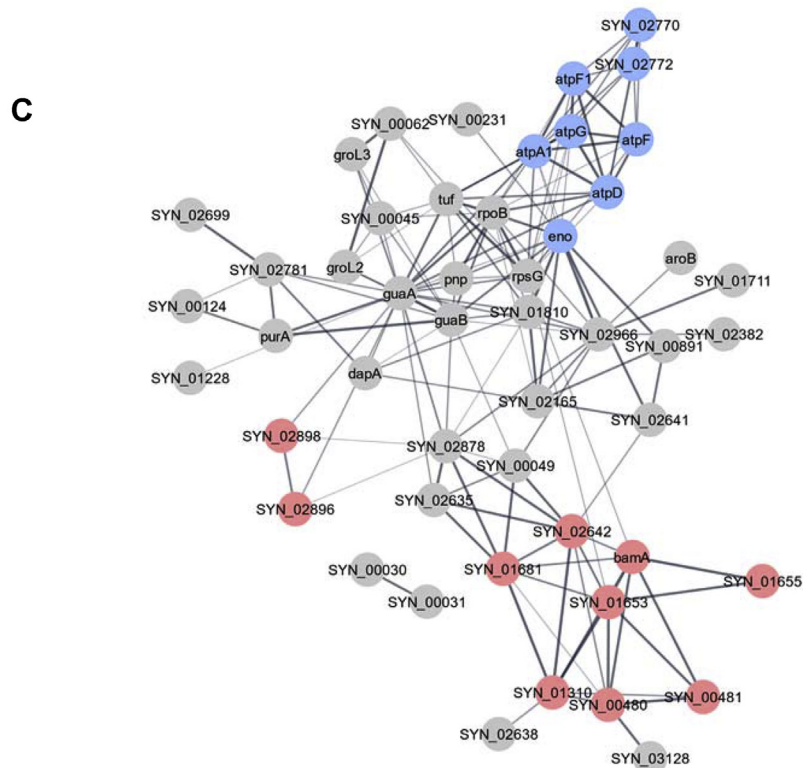 SYN_02770
SYN_02772
atpF1
C
SYN_00062
SYN_00231
atpG
atpF
groL3
atpA1
atpD
tuf
rpoB
SYN_02699
SYN_00045
eno
aroB
SYN_02781
groL2
pnp
rpsG
SYN_01711
guaA
SYN_00124
SYN_01810
guaB
purA
SYN_02966
SYN_02382
SYN_00891
SYN_01228
dapA
SYN_02165
SYN_02641
SYN_02898
SYN_02878
SYN_00049
SYN_02635
SYN_02896
SYN_02642
bamA
SYN_00030
SYN_01681
SYN_01655
SYN_00031
SYN_01653
SYN_01310
SYN_00480
SYN_00481
SYN_02638
SYN_03128